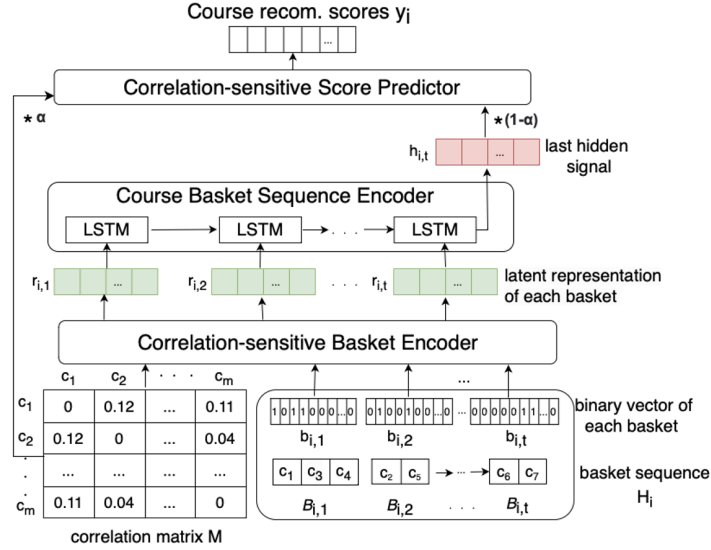 Course recom. scores yi
...
Correlation-sensitive Score Predictor
* α
*(1-α)
hi,t
...
last hidden
signal
Course Basket Sequence Encoder
LSTM
LSTM
. . .
LSTM
ri,1
...
ri,2
...
. . .
ri,t
...
latent representation
of each basket
Correlation-sensitive Basket Encoder
c1 c2 . . . cm
c1 0 0.12 ... 0.11
c2 0.12 0 ... 0.04
. ... ... ... ...
.
cm 0.11 0.04 ... 0
correlation matrix M
...
1 0 1 1 0 0 0 ... 0
0 1 0 0 1 0 0 ... 0
...
0 0 0 0 0 1 1 ... 0
binary vector of
each basket
bi,1
bi,2
bi,t
c1 c3 c4
c2 c5
...
c6 c7
basket sequence
Hi
Bi,1
Bi,2
. . .
Bi,t